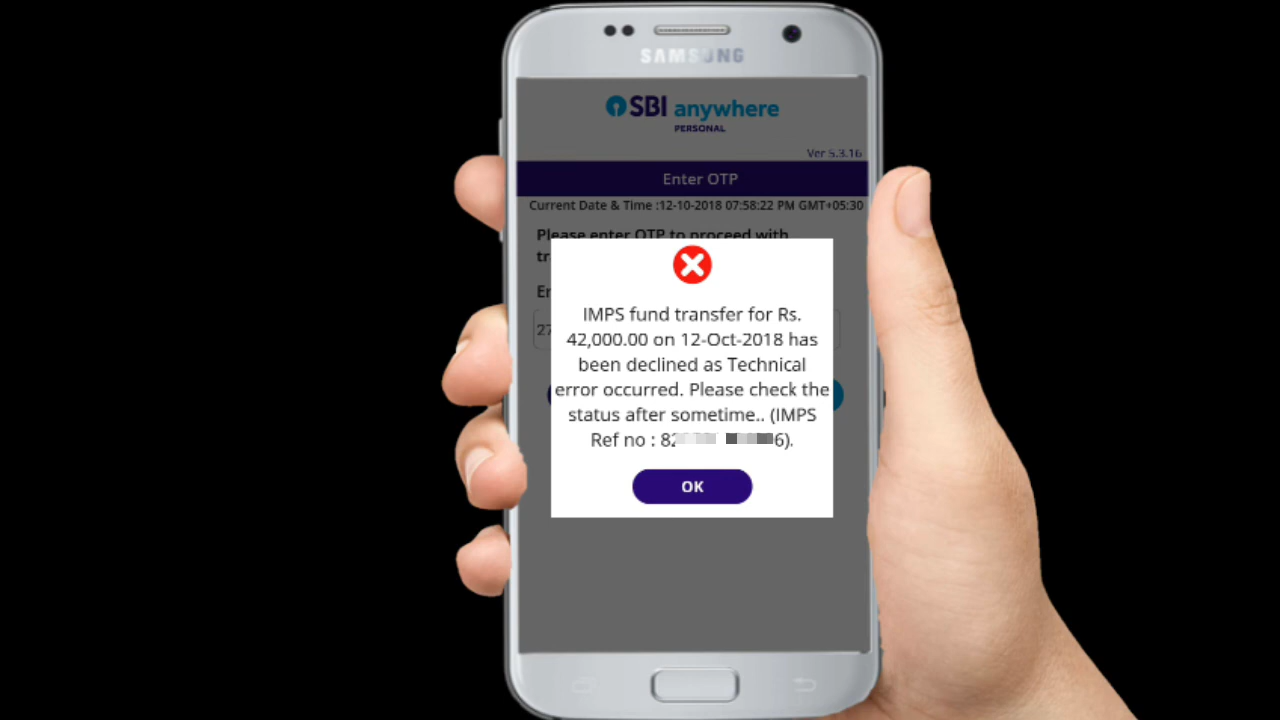 SAMSUNG
SBI anywhere
PERSONAL
Ver 5.3.16
Enter OTP
Current Date & Time :12-10-2018 07:58:22 PM GMT+05:30
Please enter OTP to proceed with
IMPS fund transfer for Rs.
42,000.00 on 12-Oct-2018 has
been declined as Technical
error occurred. Please check the
status after sometime.. (IMPS
Ref no : 82 6).
OK